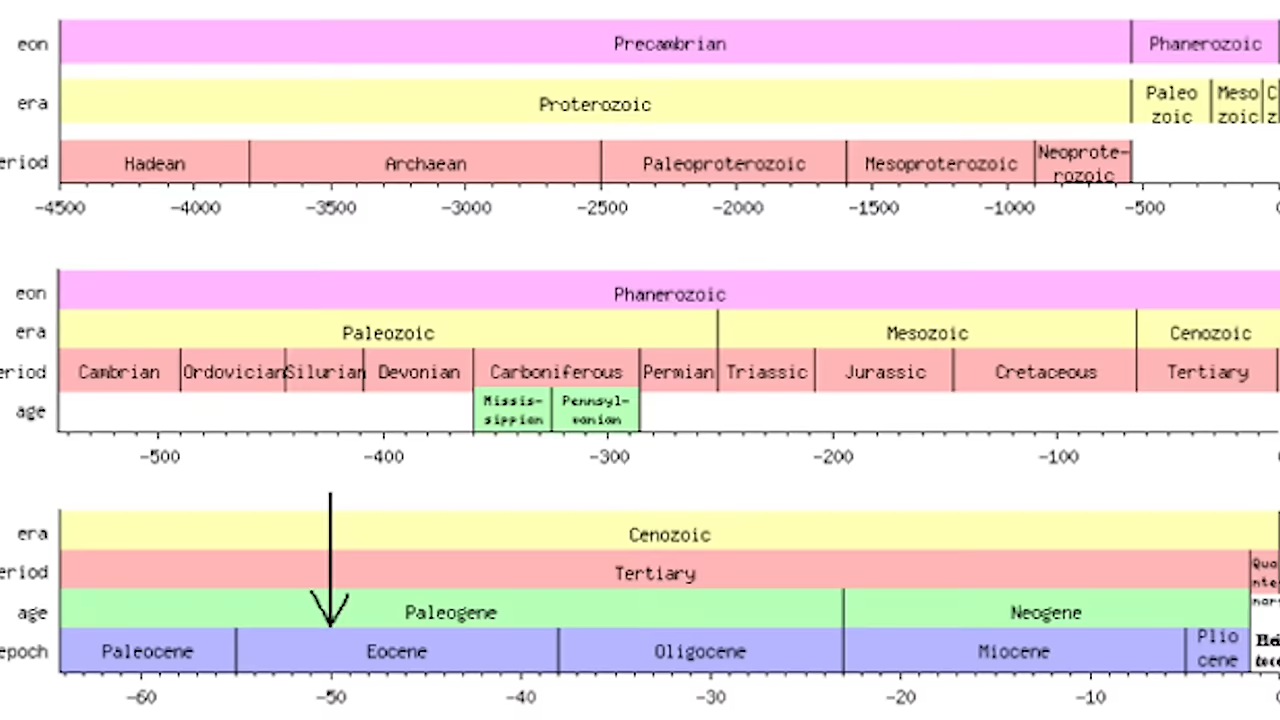 eon Precambrian Phanerozoic
era Proterozoic Paleo Meso C
zoic zoic z
eriod Hadean Archaean Paleoproterozoic Mesoproterozoic Neoprote-
rozoic
-4500 -4000 -3500 -3000 -2500 -2000 -1500 -1000 -500
eon Phanerozoic
era Paleozoic Mesozoic Cenozoic
eriod Cambrian Ordovician Silurian Devonian Carboniferous Permian Triassic Jurassic Cretaceous Tertiary
age Missis- Pennsyl-
sippian vanian
-500 -400 -300 -200 -100
era Cenozoic
eriod Tertiary Qua
nte
nar
age Paleogene Neogene
epoch Paleocene Eocene Oligocene Miocene Plio
cene
-60 -50 -40 -30 -20 -10